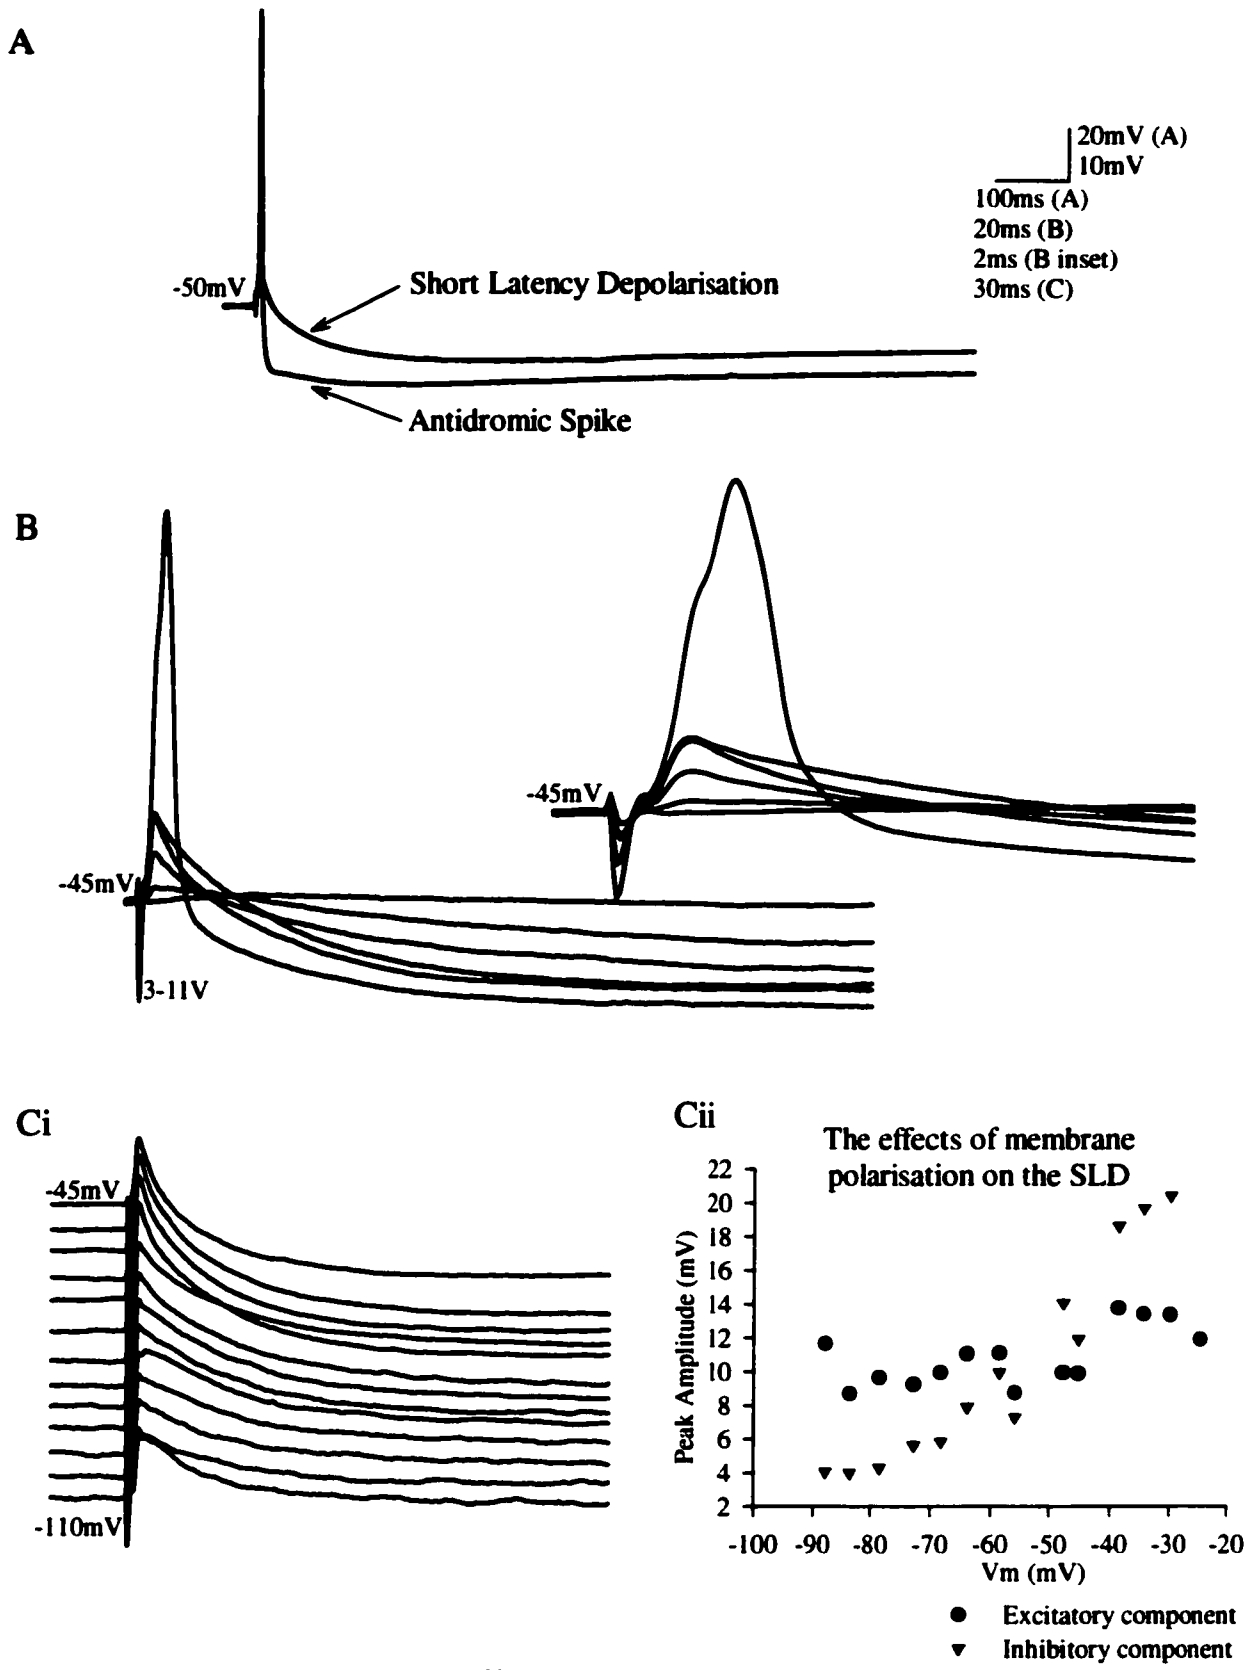 A
20mV (A)
10mV
100ms (A)
20ms (B)
2ms (B inset)
30ms (C)
-50mV
Short Latency Depolarisation
Antidromic Spike
B
-45mV
-45mV
3-11V
Ci
-45mV
-110mV
Cii
The effects of membrane
polarisation on the SLD
Peak Amplitude (mV)
22
20
18
16
14
12
10
8
6
4
2
-100 -90 -80 -70 -60 -50 -40 -30 -20
Vm (mV)
Excitatory component
Inhibitory component